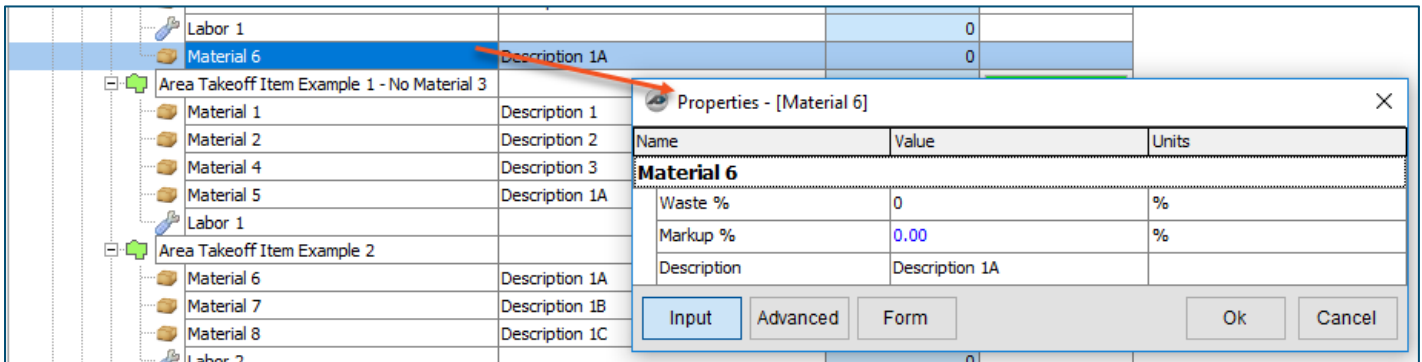 Labor 1 0
Material 6 Description 1A 0
Area Takeoff Item Example 1 - No Material 3
Material 1 Description 1
Material 2 Description 2
Material 4 Description 3
Material 5 Description 1A
Labor 1
Area Takeoff Item Example 2
Material 6 Description 1A
Material 7 Description 1B
Material 8 Description 1C
Labor 2 0
Properties - [Material 6]
Name Value Units
Material 6
Waste % 0 %
Markup % 0.00 %
Description Description 1A
Input Advanced Form Ok Cancel